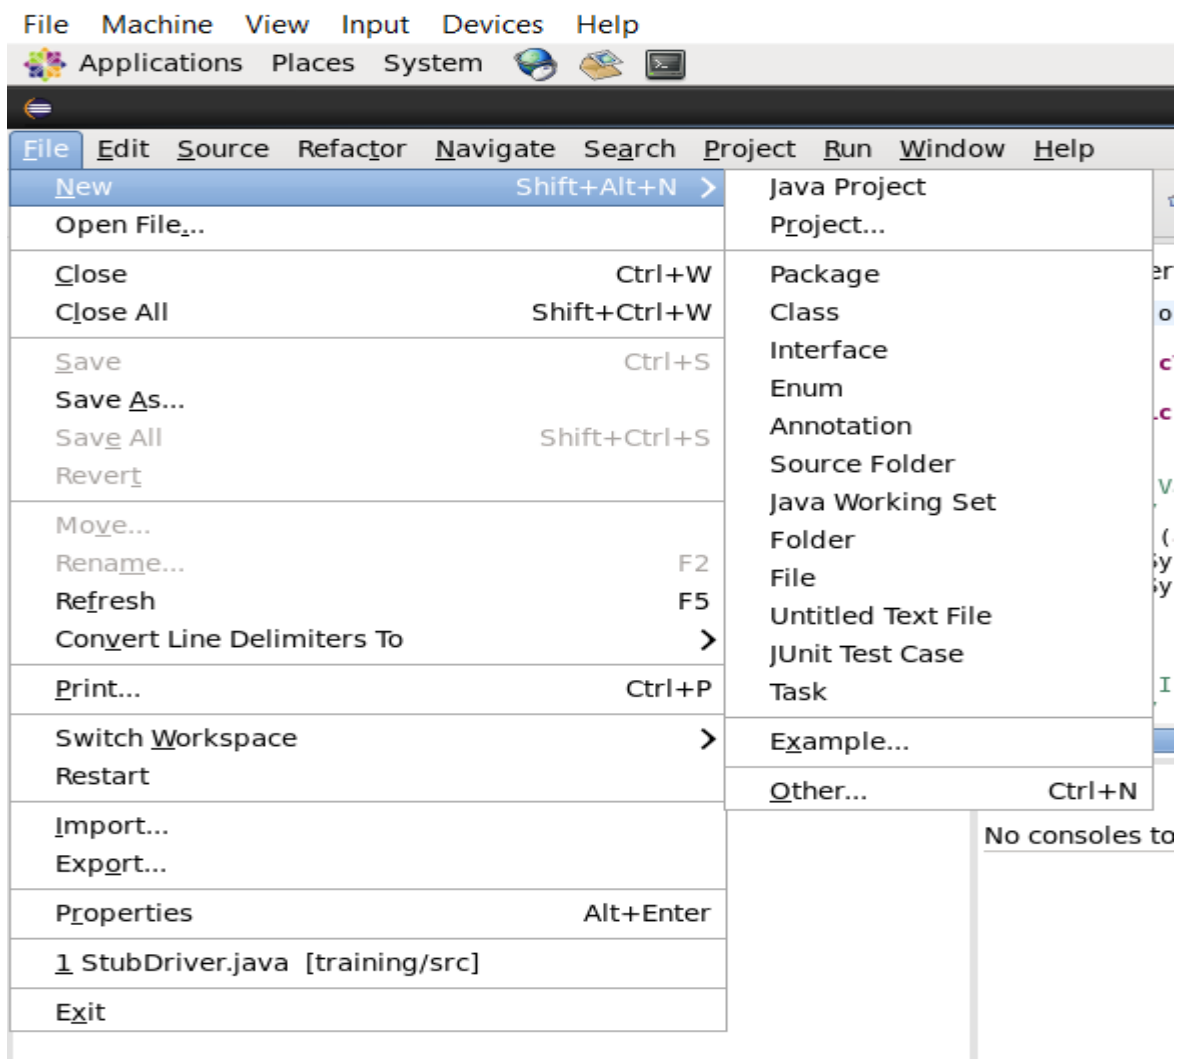 File Machine View Input Devices Help
Applications Places System
File Edit Source Refactor Navigate Search Project Run Window Help
New Shift+Alt+N
Open File...
Close Ctrl+W
Close All Shift+Ctrl+W
Save Ctrl+S
Save As...
Save All Shift+Ctrl+S
Revert
Move...
Rename... F2
Refresh F5
Convert Line Delimiters To
Print... Ctrl+P
Switch Workspace
Restart
Import...
Export...
Properties Alt+Enter
1 StubDriver.java [training/src]
Exit
Java Project
Project...
Package
Class
Interface
Enum
Annotation
Source Folder
Java Working Set
Folder
File
Untitled Text File
JUnit Test Case
Task
Example...
Other... Ctrl+N
No consoles to